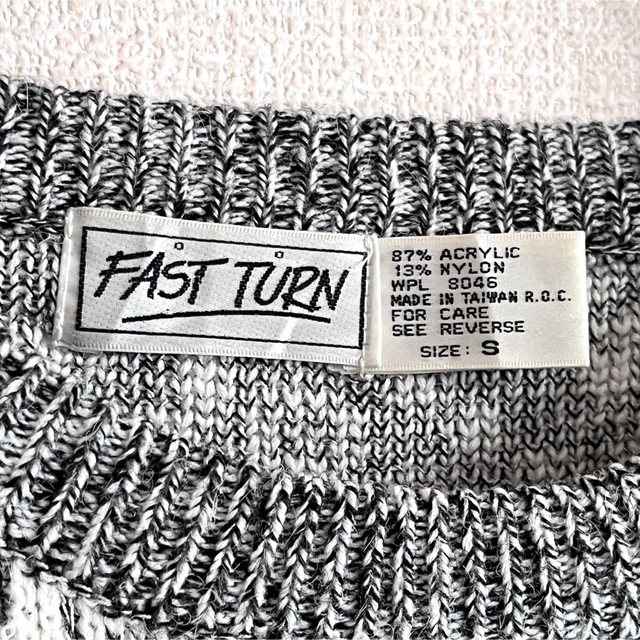 FAST TURN
87% ACRYLIC
13% NYLON
WPL 8046
MADE IN TAIWAN R.O.C.
FOR CARE
SEE REVERSE
SIZE: S